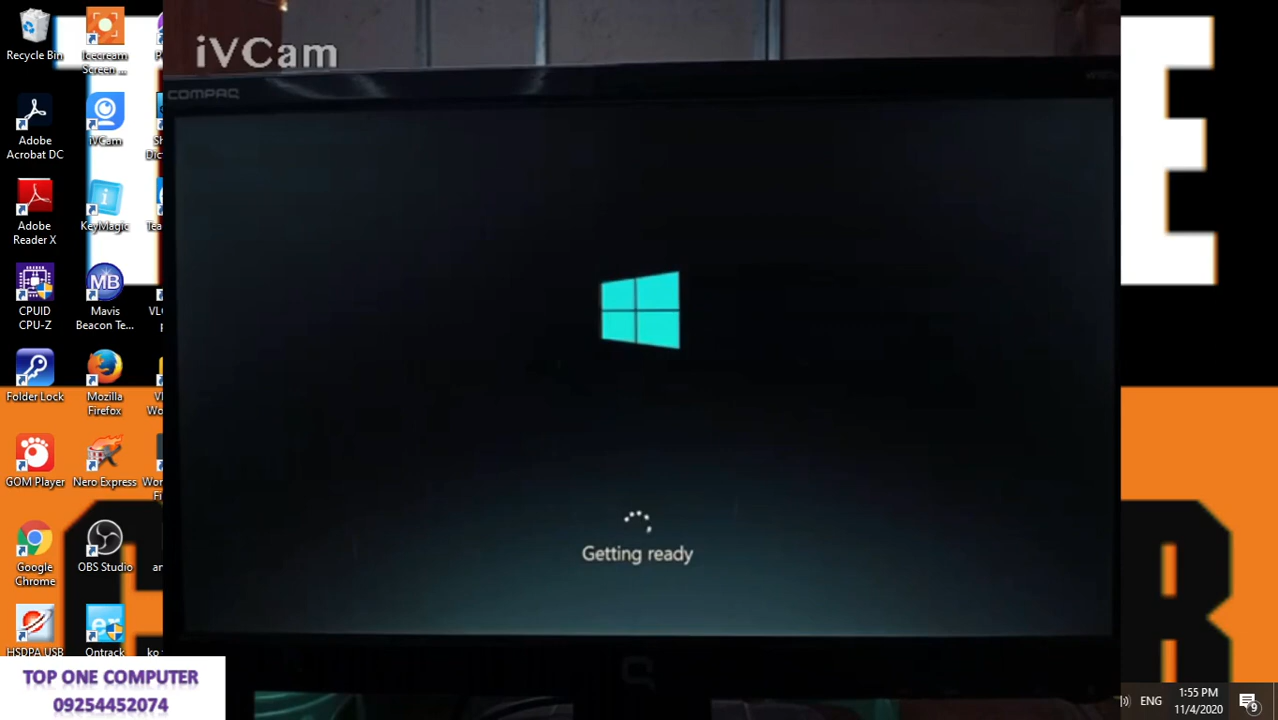 Recycle Bin
Icecream
Screen ...
Adobe
Acrobat DC
iVCam
Adobe
Reader X
KeyMagic
CPUID
CPU-Z
Mavis
Beacon Te...
Folder Lock
Mozilla
Firefox
GOM Player
Nero Express
Google
Chrome
OBS Studio
HSDPA USB
Ontrack
iVCam
COMPAQ
Getting ready
TOP ONE COMPUTER
09254452074
ENG
1:55 PM
11/4/2020
9